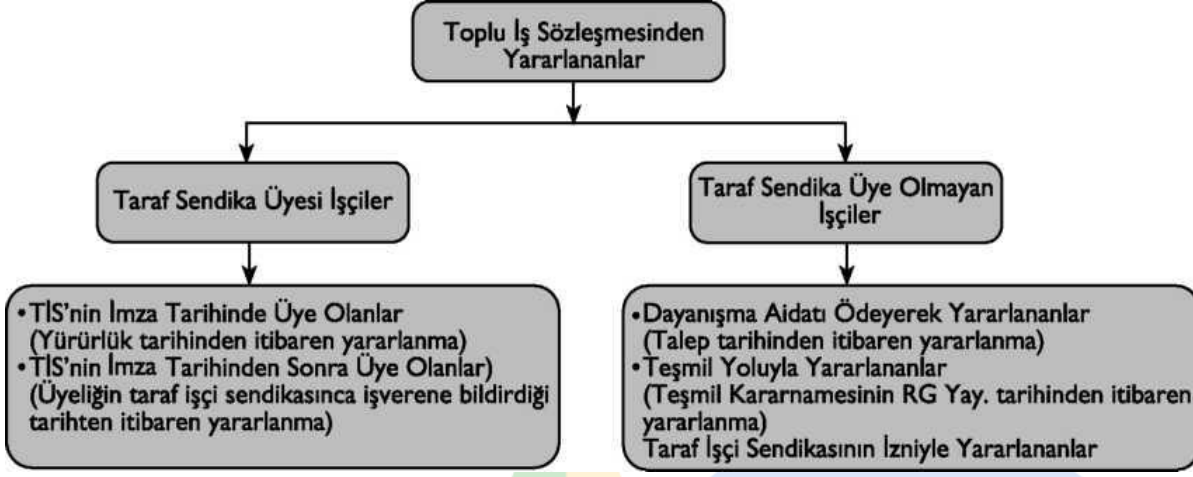 Toplu İş Sözleşmesinden
Yararlananlar
Taraf Sendika Üyesi İşçiler
Taraf Sendika Üye Olmayan
İşçiler
•TİS'nin İmza Tarihinde Üye Olanlar
(Yürürlük tarihinden itibaren yararlanma)
•TİS'nin İmza Tarihinden Sonra Üye Olanlar)
(Üyeliğin taraf işçi sendikasınca işverene bildirdiği
tarihten itibaren yararlanma)
•Dayanışma Aidatı Ödeyerek Yararlananlar
(Talep tarihinden itibaren yararlanma)
•Teşmil Yoluyla Yararlananlar
(Teşmil Kararnamesinin RG Yay. tarihinden itibaren
yararlanma)
Taraf İşçi Sendikasının İzniyle Yararlananlar